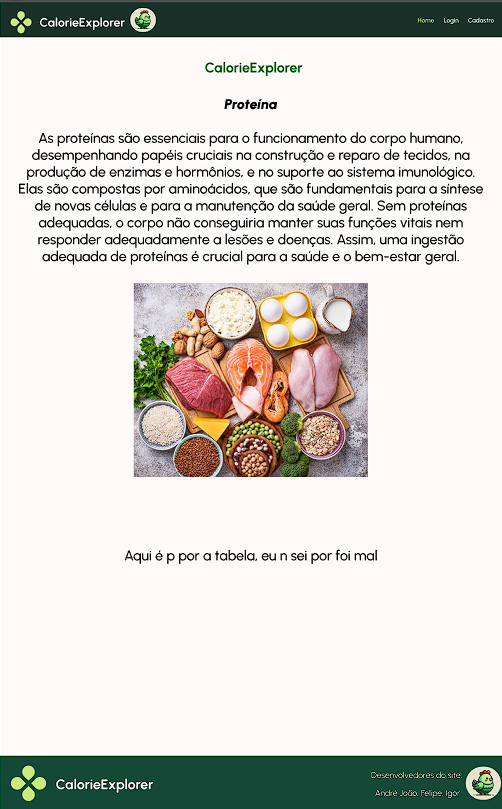 CalorieExplorer
Home Login Cadastro
CalorieExplorer
Proteína
As proteínas são essenciais para o funcionamento do corpo humano,
desempenhando papéis cruciais na construção e reparo de tecidos, na
produção de enzimas e hormônios, e no suporte ao sistema imunológico.
Elas são compostas por aminoácidos, que são fundamentais para a síntese
de novas células e para a manutenção da saúde geral. Sem proteínas
adequadas, o corpo não conseguiria manter suas funções vitais nem
responder adequadamente a lesões e doenças. Assim, uma ingestão
adequada de proteínas é crucial para a saúde e o bem-estar geral.
Aqui é p por a tabela, eu n sei por foi mal
CalorieExplorer
Desenvolvedores do site:
André João, Felipe, Igor